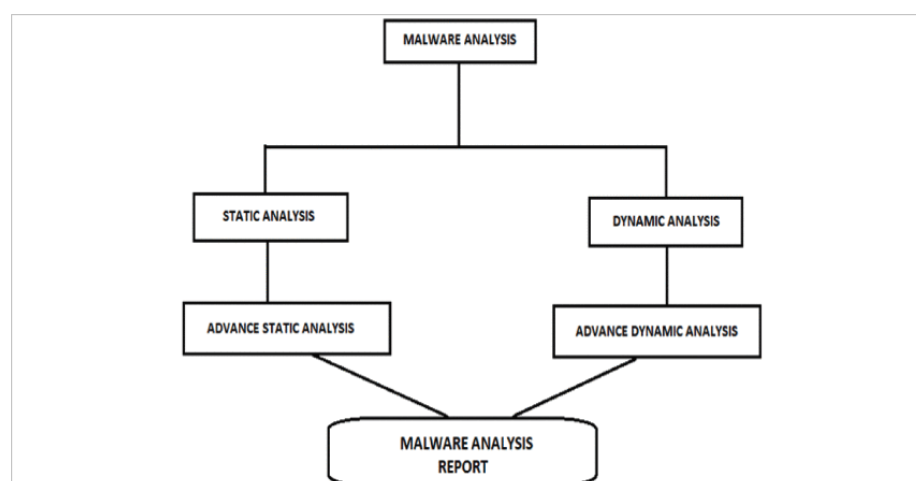 MALWARE ANALYSIS
STATIC ANALYSIS
DYNAMIC ANALYSIS
ADVANCE STATIC ANALYSIS
ADVANCE DYNAMIC ANALYSIS
MALWARE ANALYSIS
REPORT